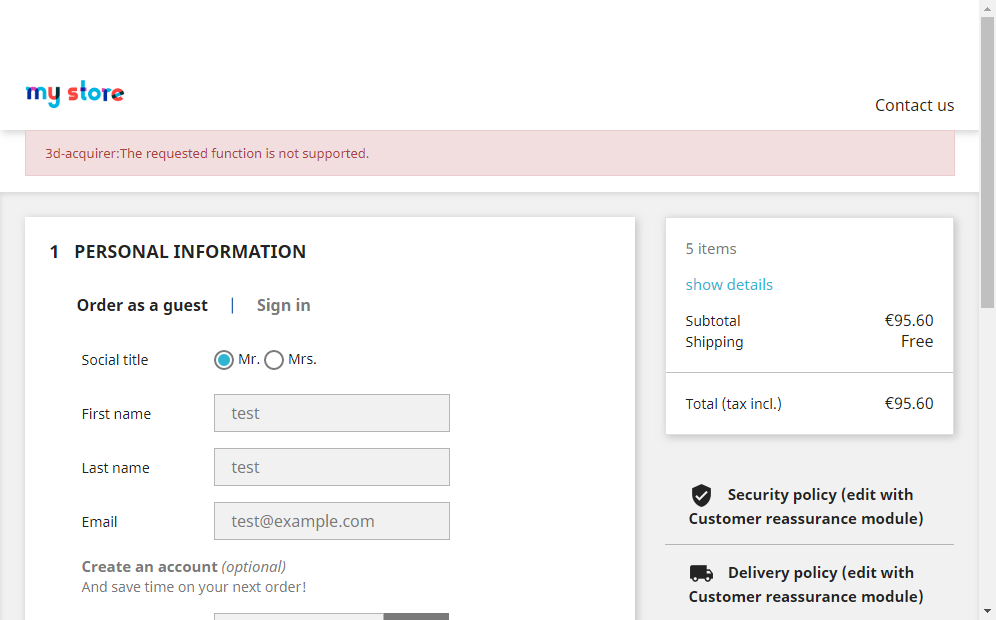 my store
Contact us
3d-acquirer:The requested function is not supported.
1 PERSONAL INFORMATION
Order as a guest | Sign in
Social title Mr. Mrs.
First name test
Last name test
Email test@example.com
Create an account (optional)
And save time on your next order!
5 items
show details
Subtotal €95.60
Shipping Free
Total (tax incl.) €95.60
Security policy (edit with
Customer reassurance module)
Delivery policy (edit with
Customer reassurance module)